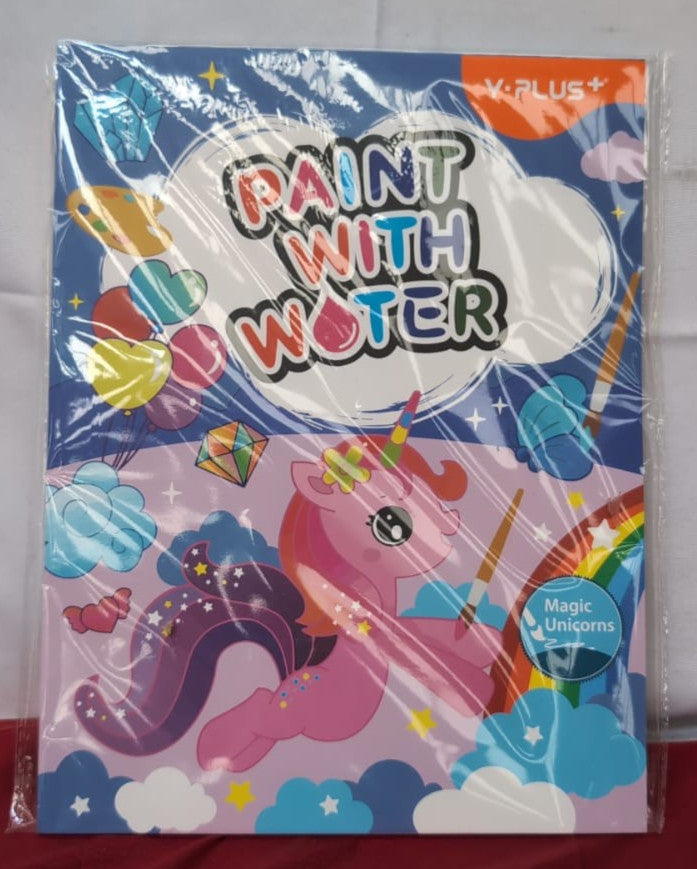 Y·PLUS+
PAINT
WITH
WATER
Magic
Unicorns